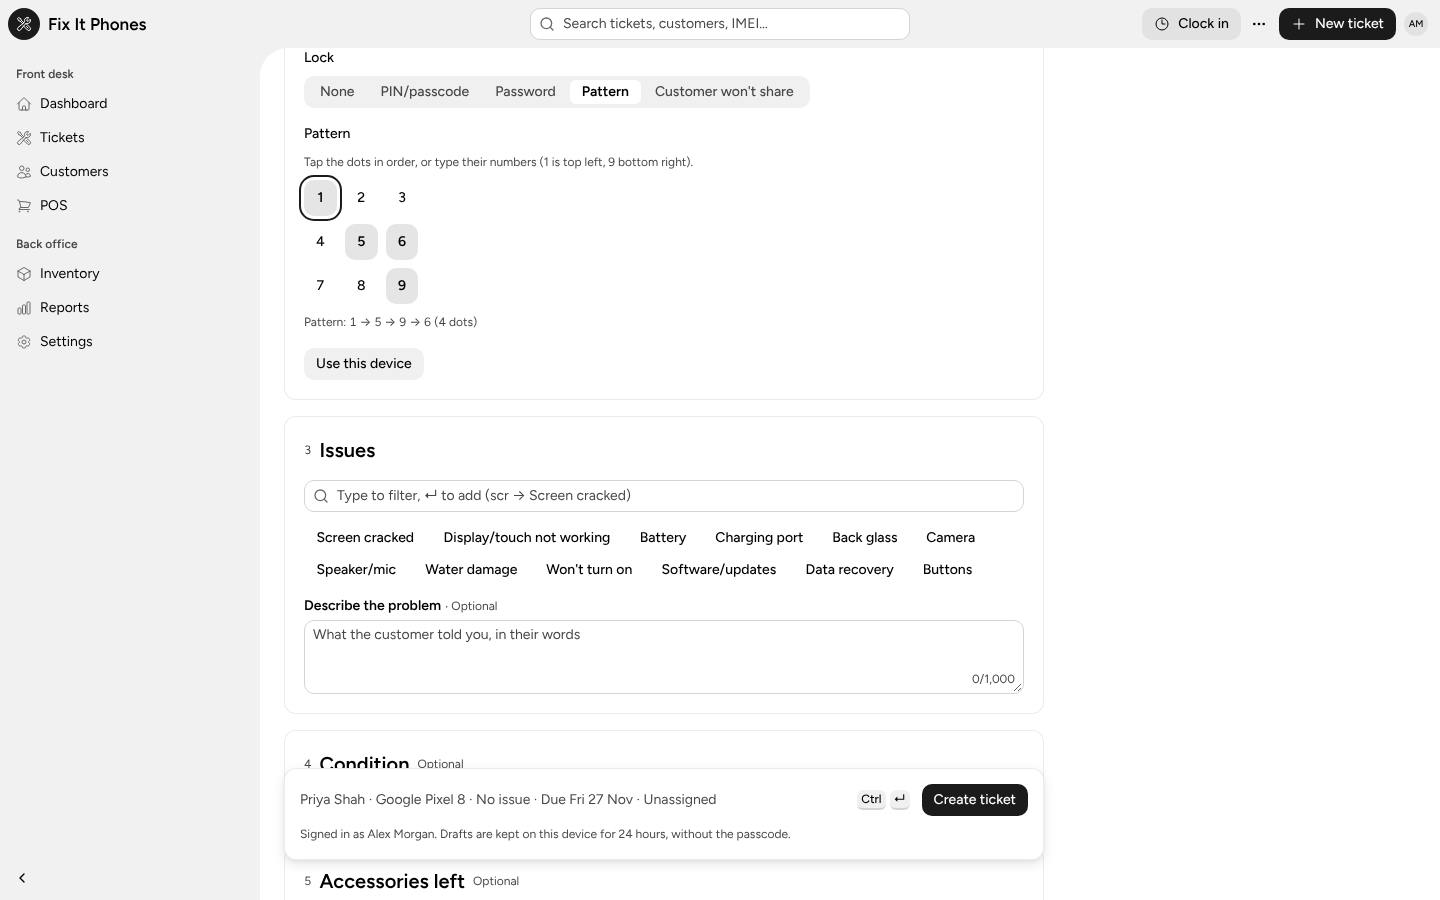 Fix It Phones
Search tickets, customers, IMEI...
Clock in
New ticket
AM
Front desk
Dashboard
Tickets
Customers
POS
Back office
Inventory
Reports
Settings
Lock
None PIN/passcode Password Pattern Customer won't share
Pattern
Tap the dots in order, or type their numbers (1 is top left, 9 bottom right).
1 2 3
4 5 6
7 8 9
Pattern: 1 → 5 → 9 → 6 (4 dots)
Use this device
3 Issues
Type to filter, ↵ to add (scr → Screen cracked)
Screen cracked Display/touch not working Battery Charging port Back glass Camera
Speaker/mic Water damage Won't turn on Software/updates Data recovery Buttons
Describe the problem · Optional
What the customer told you, in their words
0/1,000
4 Condition Optional
Priya Shah · Google Pixel 8 · No issue · Due Fri 27 Nov · Unassigned
Ctrl ↵ Create ticket
Signed in as Alex Morgan. Drafts are kept on this device for 24 hours, without the passcode.
5 Accessories left Optional